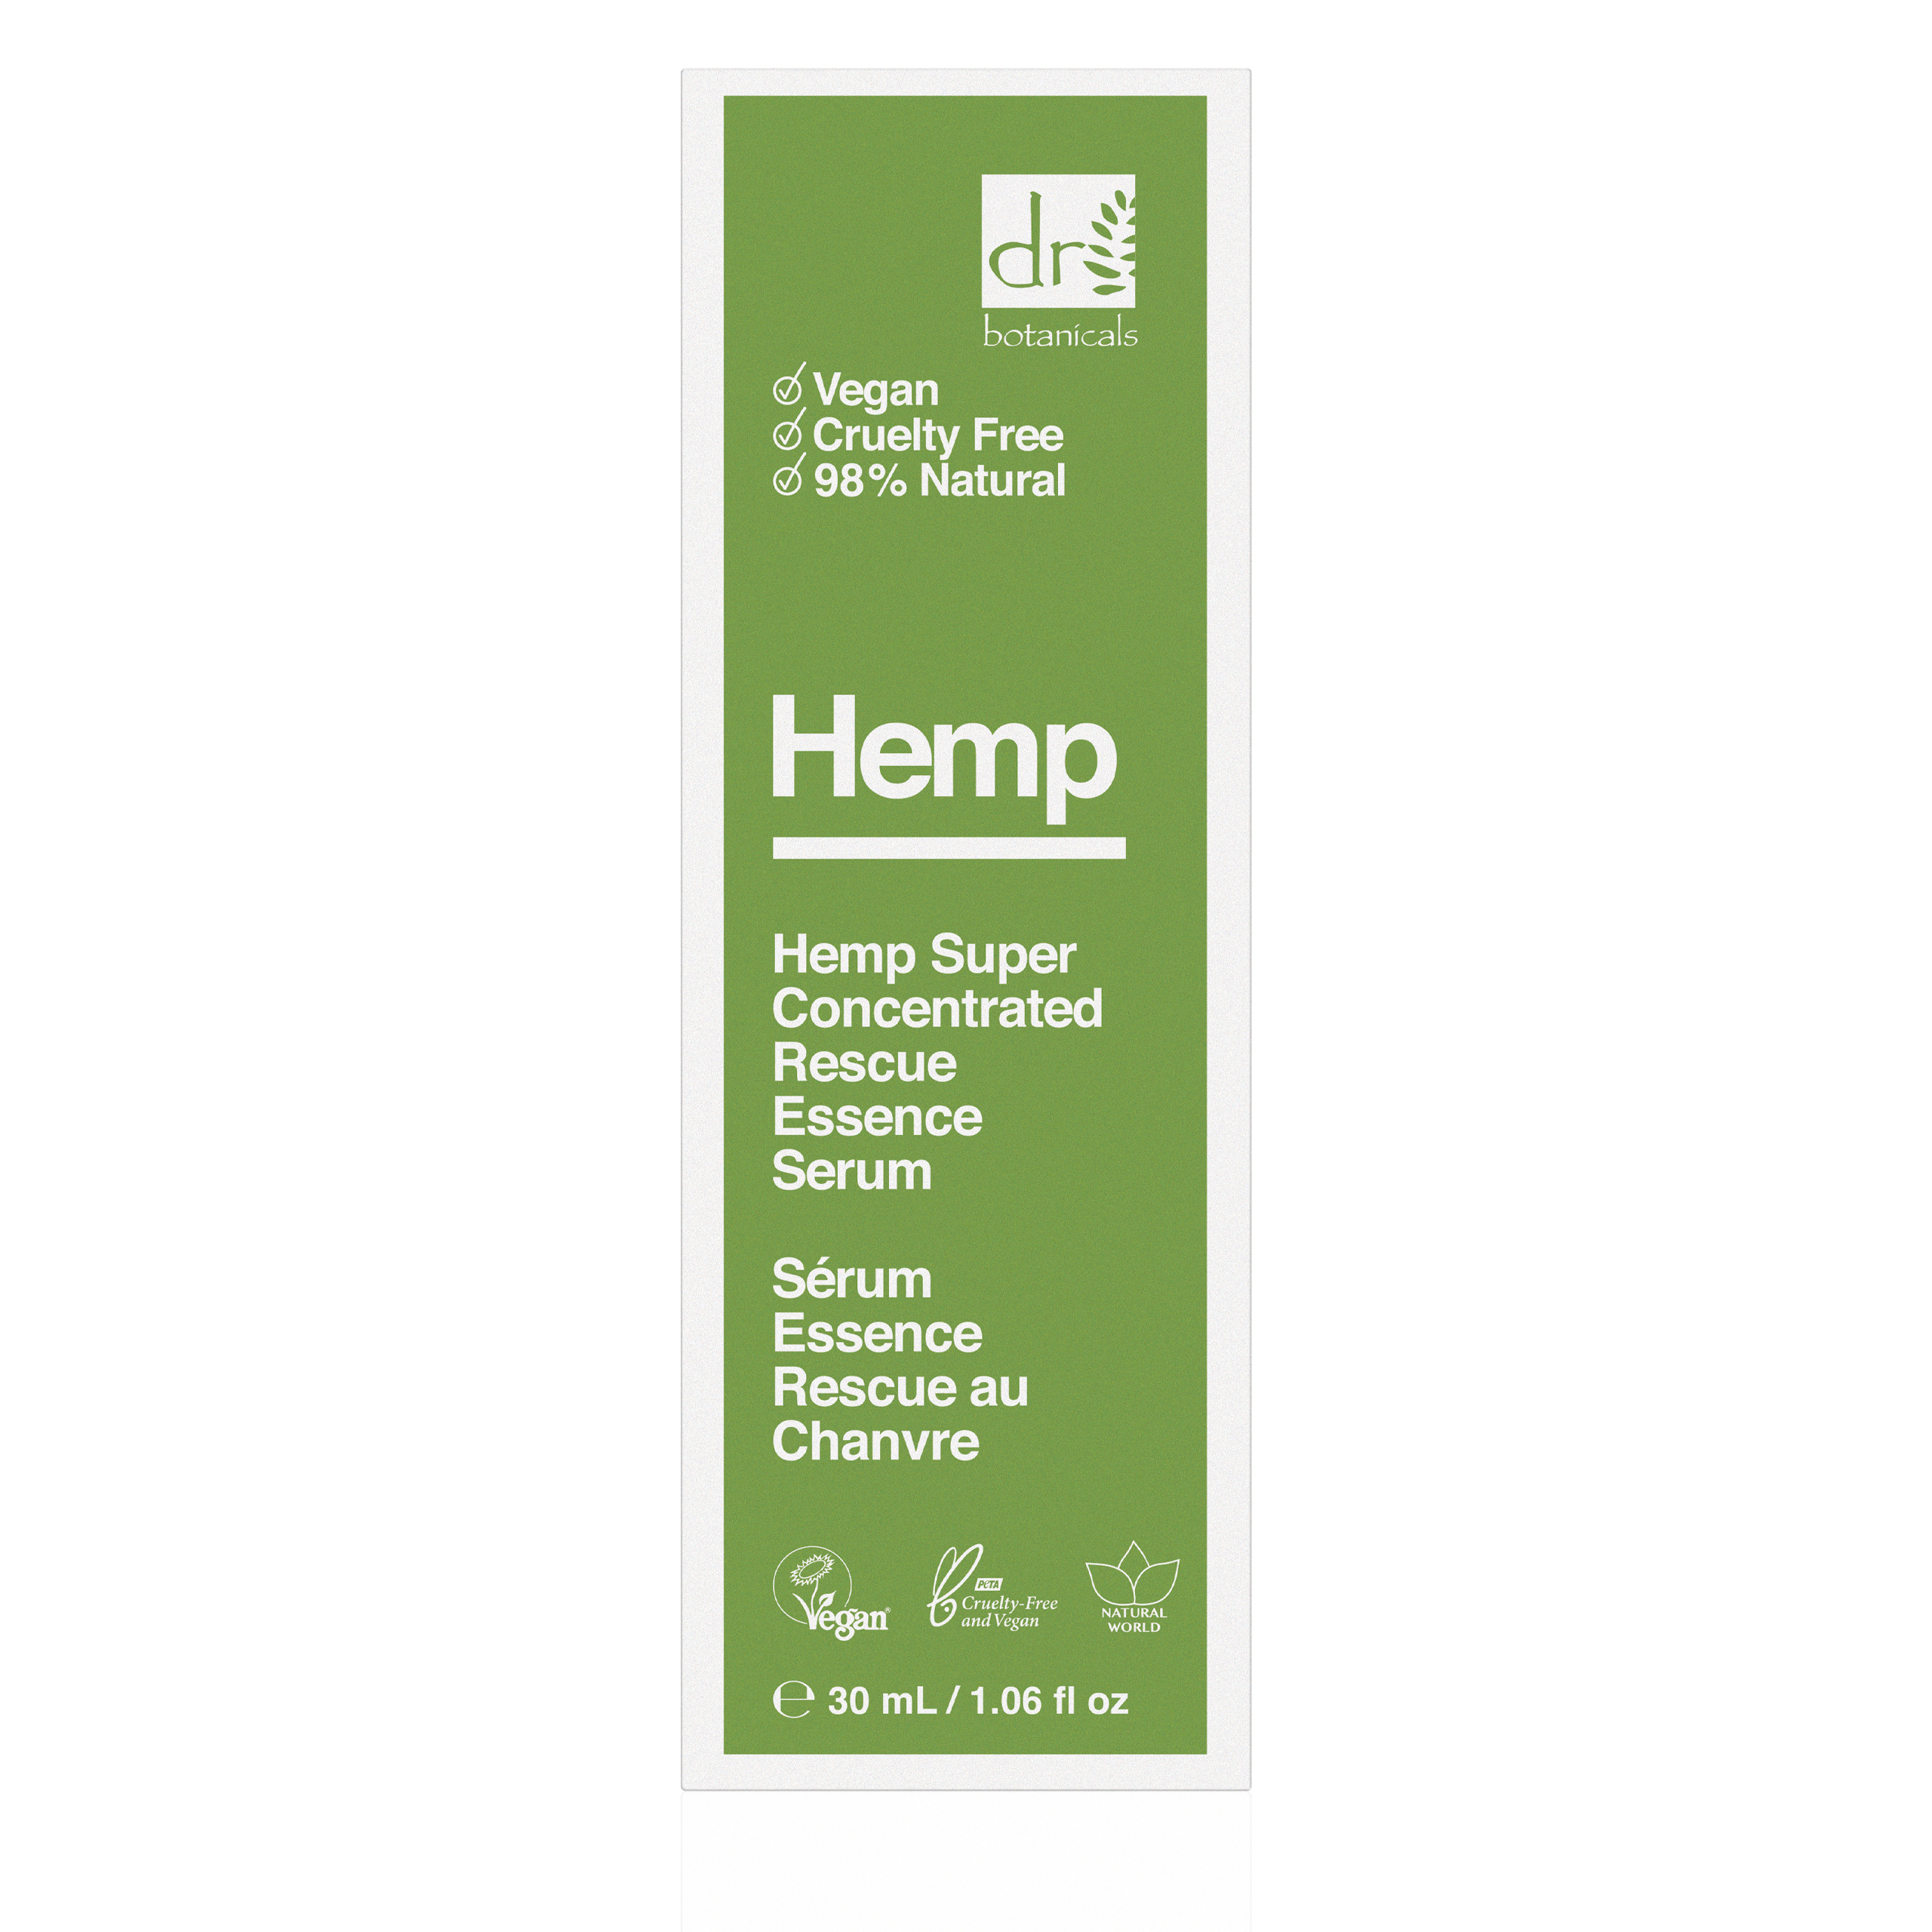 dr
botanicals
Vegan
Cruelty Free
98% Natural
Hemp
Hemp Super
Concentrated
Rescue
Essence
Serum
Sérum
Essence
Rescue au
Chanvre
Vegan®
PETA
Cruelty-Free
and Vegan
NATURAL
WORLD
℮ 30 mL / 1.06 fl oz